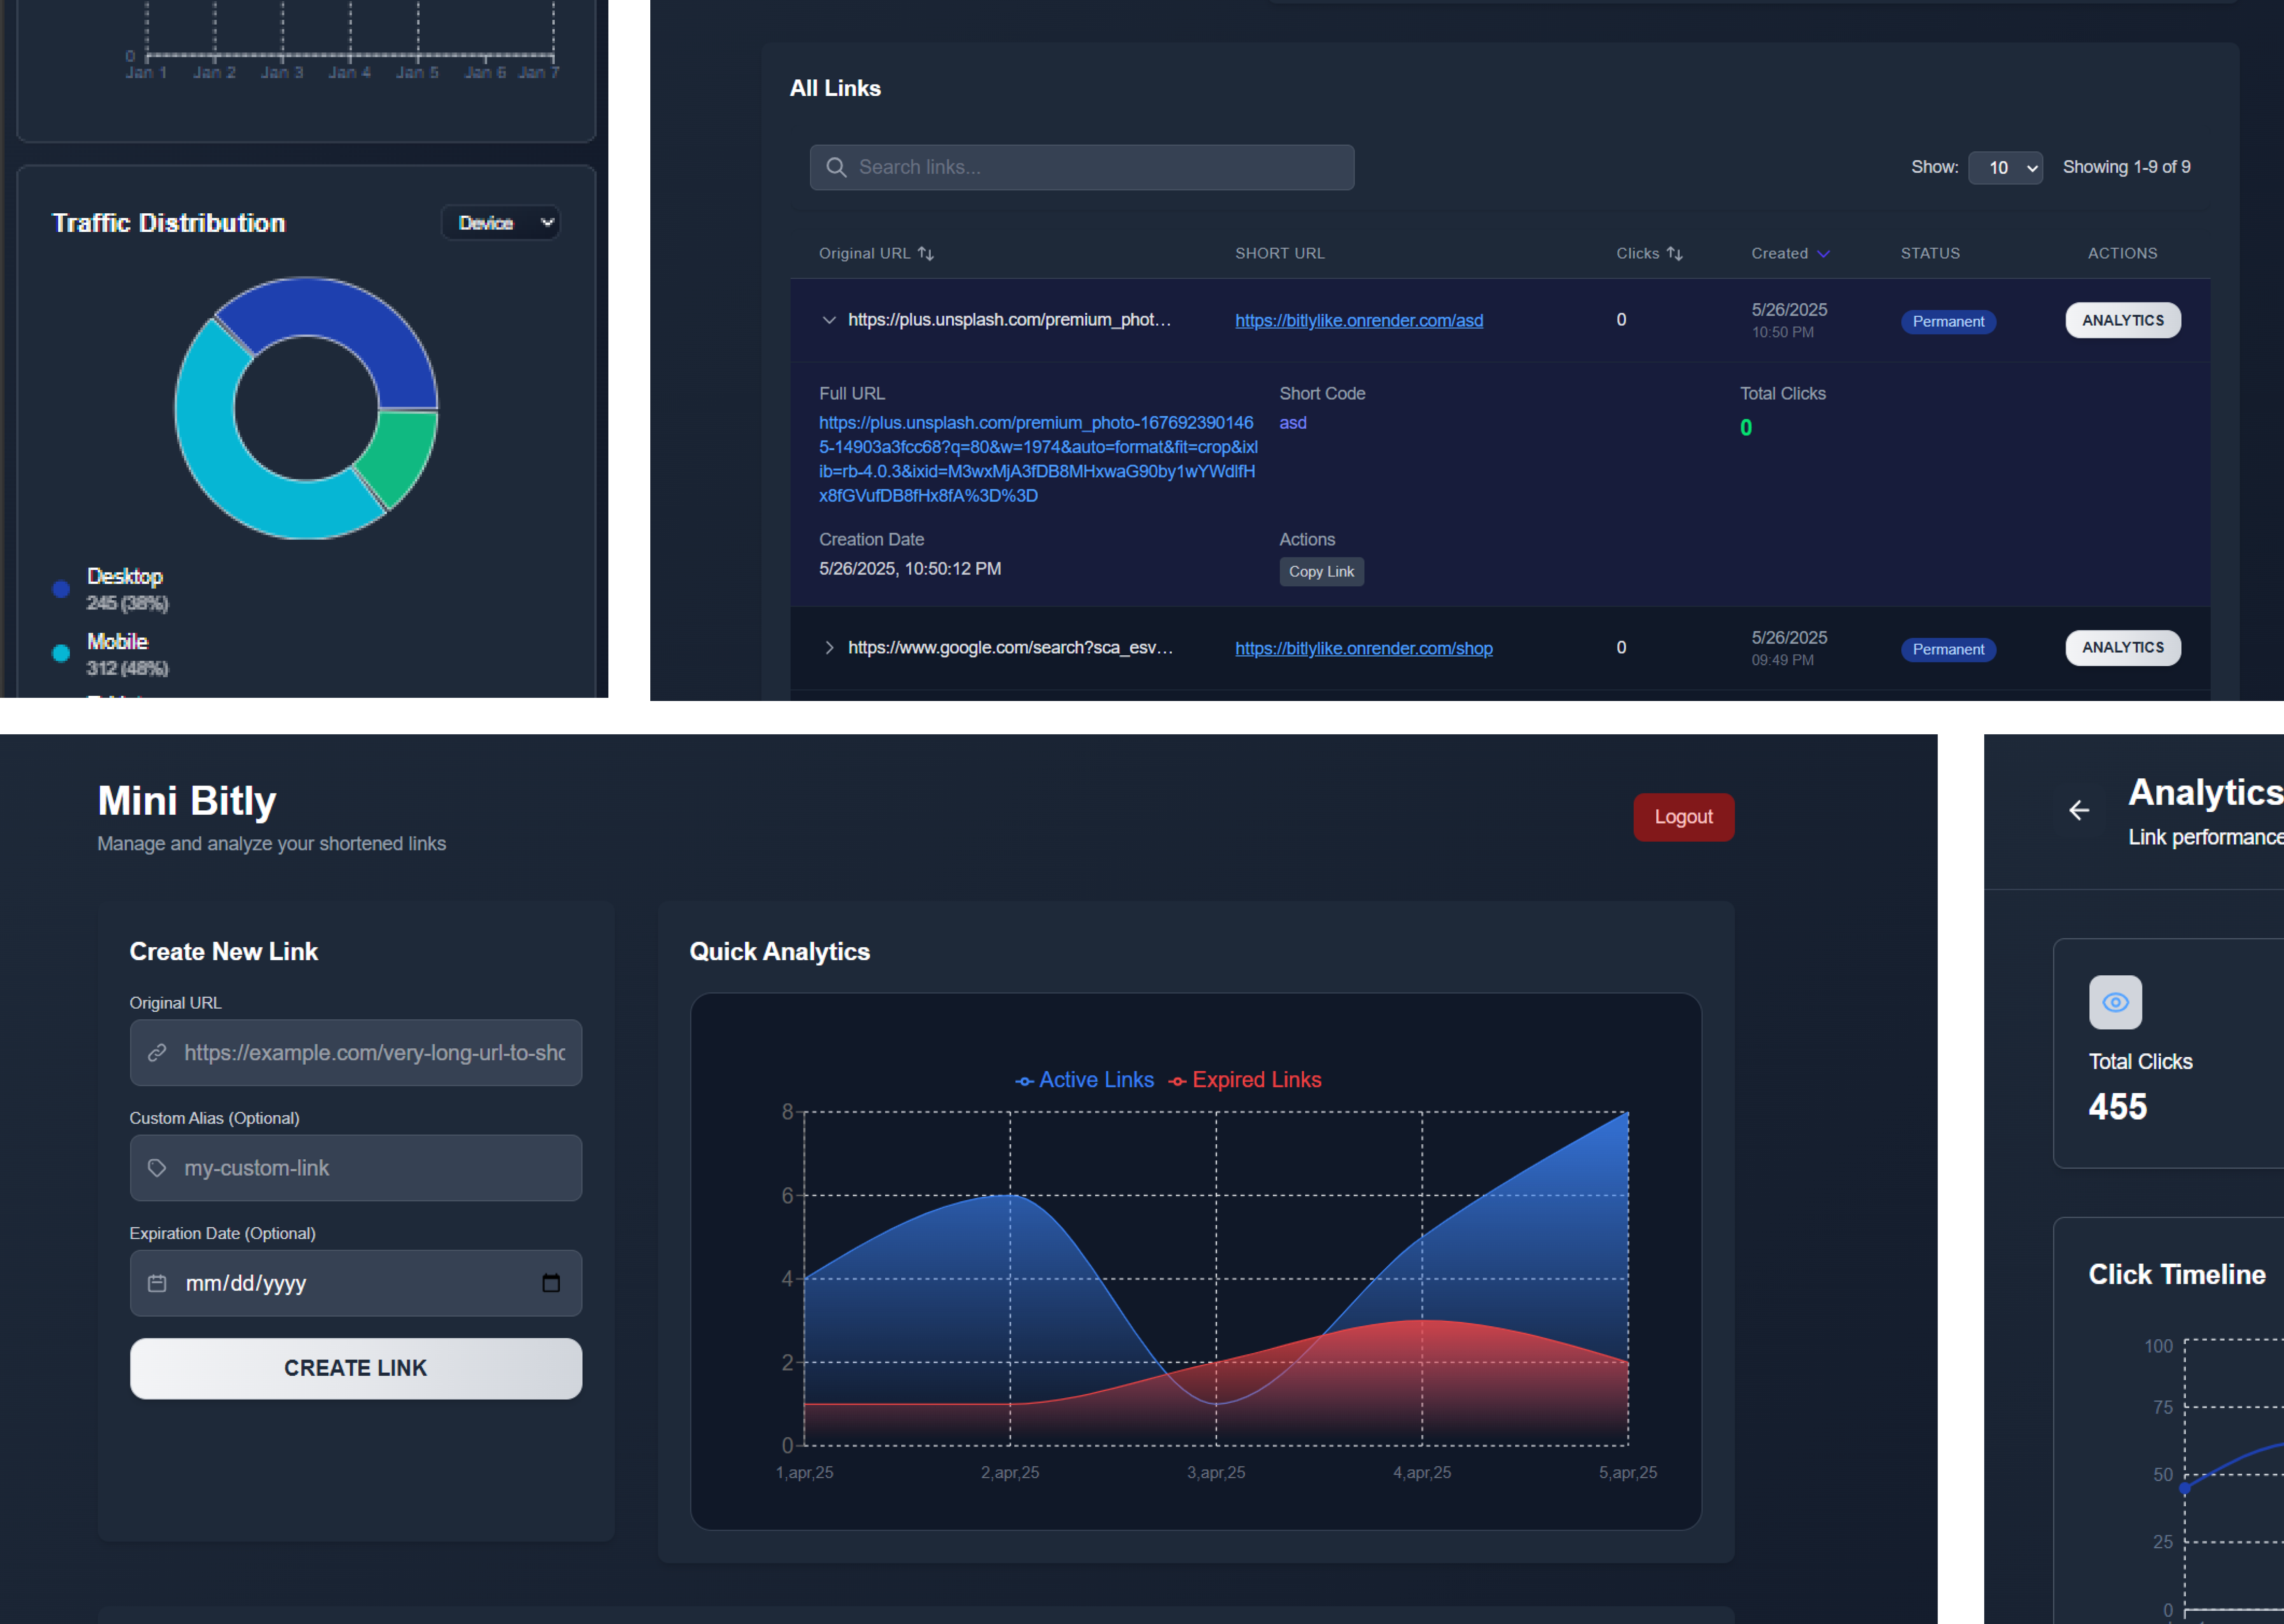 0
Jan 1 Jan 2 Jan 3 Jan 4 Jan 5 Jan 6 Jan 7
Traffic Distribution
Device
Desktop
245 (38%)
Mobile
312 (48%)
All Links
Search links...
Show: 10 Showing 1-9 of 9
Original URL SHORT URL Clicks Created STATUS ACTIONS
https://plus.unsplash.com/premium_phot... https://bitlylike.onrender.com/asd 0 5/26/2025 Permanent ANALYTICS
10:50 PM
Full URL Short Code Total Clicks
https://plus.unsplash.com/premium_photo-167692390146 asd 0
5-14903a3fcc68?q=80&w=1974&auto=format&fit=crop&ixl
ib=rb-4.0.3&ixid=M3wxMjA3fDB8MHxwaG90by1wYWdlfH
x8fGVufDB8fHx8fA%3D%3D
Creation Date Actions
5/26/2025, 10:50:12 PM Copy Link
https://www.google.com/search?sca_esv... https://bitlylike.onrender.com/shop 0 5/26/2025 Permanent ANALYTICS
09:49 PM
Mini Bitly
Manage and analyze your shortened links
Logout
Create New Link
Original URL
https://example.com/very-long-url-to-sho
Custom Alias (Optional)
my-custom-link
Expiration Date (Optional)
mm/dd/yyyy
CREATE LINK
Quick Analytics
Active Links Expired Links
8
6
4
2
0
1,apr,25 2,apr,25 3,apr,25 4,apr,25 5,apr,25
Analytics
Link performance
Total Clicks
455
Click Timeline
100
75
50
25
0